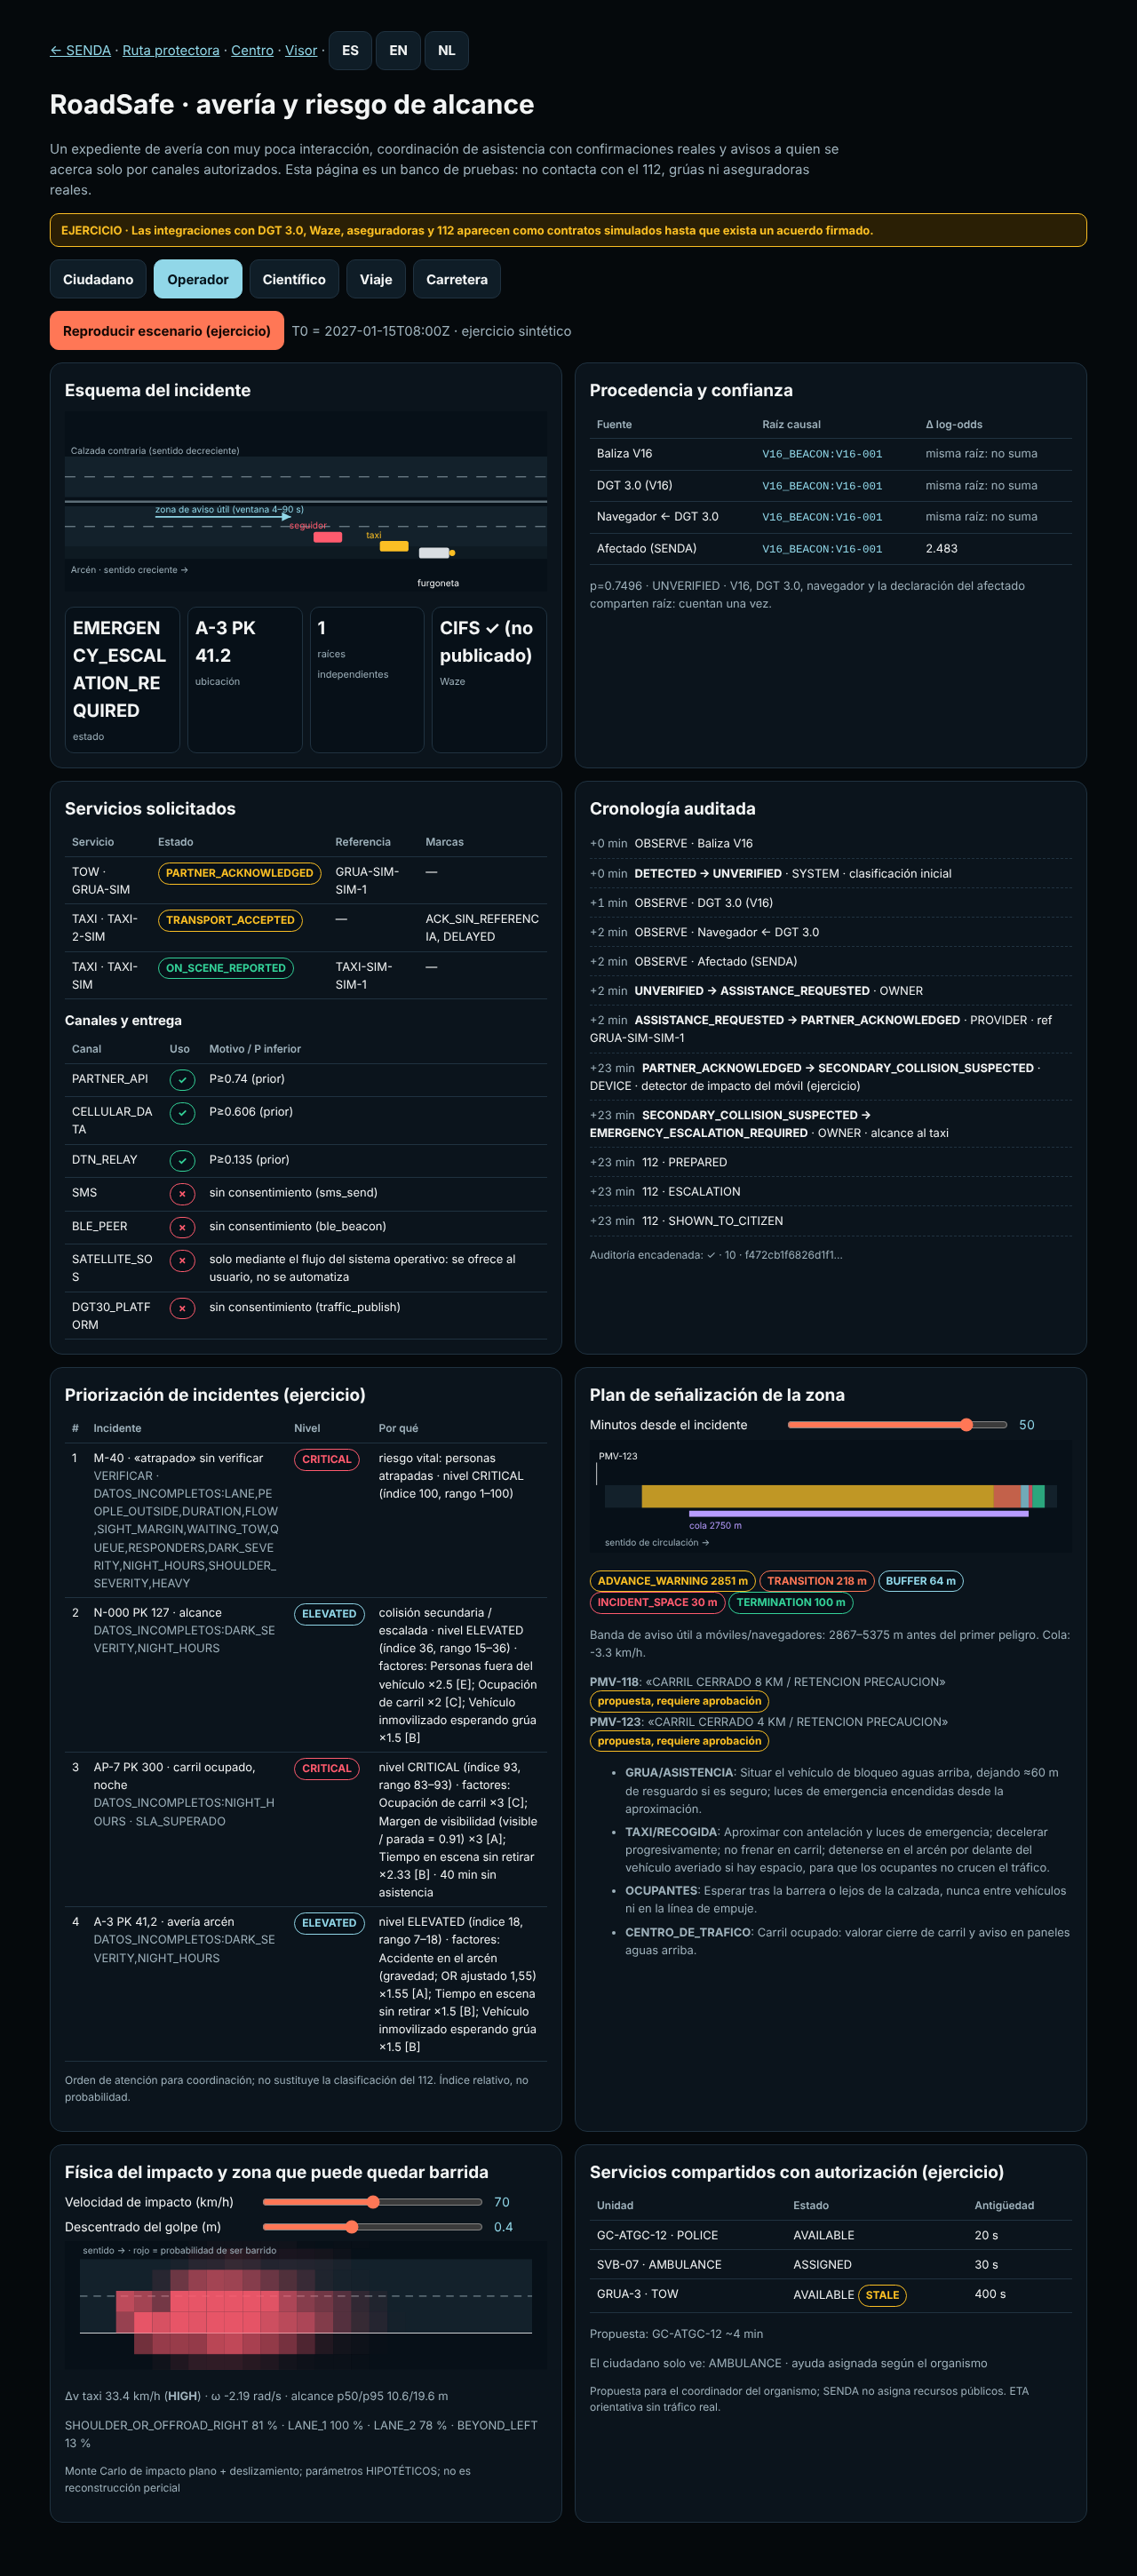 ← SENDA · Ruta protectora · Centro · Visor · ES EN NL
RoadSafe · avería y riesgo de alcance
Un expediente de avería con muy poca interacción, coordinación de asistencia con confirmaciones reales y avisos a quien se
acerca solo por canales autorizados. Esta página es un banco de pruebas: no contacta con el 112, grúas ni aseguradoras
reales.
EJERCICIO · Las integraciones con DGT 3.0, Waze, aseguradoras y 112 aparecen como contratos simulados hasta que exista un acuerdo firmado.
Ciudadano Operador Científico Viaje Carretera
Reproducir escenario (ejercicio) T0 = 2027-01-15T08:00Z · ejercicio sintético
Esquema del incidente
Calzada contraria (sentido decreciente)
zona de aviso útil (ventana 4–90 s)
seguidor
taxi
Arcén · sentido creciente →
furgoneta
EMERGEN
CY_ESCAL
ATION_RE
QUIRED
estado
A-3 PK
41.2
ubicación
1
raíces
independientes
CIFS ✓ (no
publicado)
Waze
Procedencia y confianza
Fuente Raíz causal Δ log-odds
Baliza V16 V16_BEACON:V16-001 misma raíz: no suma
DGT 3.0 (V16) V16_BEACON:V16-001 misma raíz: no suma
Navegador ← DGT 3.0 V16_BEACON:V16-001 misma raíz: no suma
Afectado (SENDA) V16_BEACON:V16-001 2.483
p=0.7496 · UNVERIFIED · V16, DGT 3.0, navegador y la declaración del afectado
comparten raíz: cuentan una vez.
Servicios solicitados
Servicio Estado Referencia Marcas
TOW · PARTNER_ACKNOWLEDGED GRUA-SIM- —
GRUA-SIM SIM-1
TAXI · TAXI- TRANSPORT_ACCEPTED — ACK_SIN_REFERENC
2-SIM IA, DELAYED
TAXI · TAXI- ON_SCENE_REPORTED TAXI-SIM- —
SIM SIM-1
Canales y entrega
Canal Uso Motivo / P inferior
PARTNER_API ✓ P≥0.74 (prior)
CELLULAR_DA ✓ P≥0.606 (prior)
TA
DTN_RELAY ✓ P≥0.135 (prior)
SMS × sin consentimiento (sms_send)
BLE_PEER × sin consentimiento (ble_beacon)
SATELLITE_SO × solo mediante el flujo del sistema operativo: se ofrece al
S usuario, no se automatiza
DGT30_PLATF × sin consentimiento (traffic_publish)
ORM
Cronología auditada
+0 min OBSERVE · Baliza V16
+0 min DETECTED → UNVERIFIED · SYSTEM · clasificación inicial
+1 min OBSERVE · DGT 3.0 (V16)
+2 min OBSERVE · Navegador ← DGT 3.0
+2 min OBSERVE · Afectado (SENDA)
+2 min UNVERIFIED → ASSISTANCE_REQUESTED · OWNER
+2 min ASSISTANCE_REQUESTED → PARTNER_ACKNOWLEDGED · PROVIDER · ref
GRUA-SIM-SIM-1
+23 min PARTNER_ACKNOWLEDGED → SECONDARY_COLLISION_SUSPECTED ·
DEVICE · detector de impacto del móvil (ejercicio)
+23 min SECONDARY_COLLISION_SUSPECTED →
EMERGENCY_ESCALATION_REQUIRED · OWNER · alcance al taxi
+23 min 112 · PREPARED
+23 min 112 · ESCALATION
+23 min 112 · SHOWN_TO_CITIZEN
Auditoría encadenada: ✓ · 10 · f472cb1f6826d1f1…
Priorización de incidentes (ejercicio)
# Incidente Nivel Por qué
1 M-40 · «atrapado» sin verificar CRITICAL riesgo vital: personas
VERIFICAR · atrapadas · nivel CRITICAL
DATOS_INCOMPLETOS:LANE,PE (índice 100, rango 1–100)
OPLE_OUTSIDE,DURATION,FLOW
,SIGHT_MARGIN,WAITING_TOW,Q
UEUE,RESPONDERS,DARK_SEVE
RITY,NIGHT_HOURS,SHOULDER_
SEVERITY,HEAVY
2 N-000 PK 127 · alcance ELEVATED colisión secundaria /
DATOS_INCOMPLETOS:DARK_SE escalada · nivel ELEVATED
VERITY,NIGHT_HOURS (índice 36, rango 15–36) ·
factores: Personas fuera del
vehículo ×2.5 [E]; Ocupación
de carril ×2 [C]; Vehículo
inmovilizado esperando grúa
×1.5 [B]
3 AP-7 PK 300 · carril ocupado, CRITICAL nivel CRITICAL (índice 93,
noche rango 83–93) · factores:
DATOS_INCOMPLETOS:NIGHT_H Ocupación de carril ×3 [C];
OURS · SLA_SUPERADO Margen de visibilidad (visible
/ parada = 0.91) ×3 [A];
Tiempo en escena sin retirar
×2.33 [B] · 40 min sin
asistencia
4 A-3 PK 41,2 · avería arcén ELEVATED nivel ELEVATED (índice 18,
DATOS_INCOMPLETOS:DARK_SE rango 7–18) · factores:
VERITY,NIGHT_HOURS Accidente en el arcén
(gravedad; OR ajustado 1,55)
×1.55 [A]; Tiempo en escena
sin retirar ×1.5 [B]; Vehículo
inmovilizado esperando grúa
×1.5 [B]
Orden de atención para coordinación; no sustituye la clasificación del 112. Índice relativo, no
probabilidad.
Plan de señalización de la zona
Minutos desde el incidente 50
PMV-123
cola 2750 m
sentido de circulación →
ADVANCE_WARNING 2851 m TRANSITION 218 m BUFFER 64 m
INCIDENT_SPACE 30 m TERMINATION 100 m
Banda de aviso útil a móviles/navegadores: 2867–5375 m antes del primer peligro. Cola:
-3.3 km/h.
PMV-118: «CARRIL CERRADO 8 KM / RETENCION PRECAUCION»
propuesta, requiere aprobación
PMV-123: «CARRIL CERRADO 4 KM / RETENCION PRECAUCION»
propuesta, requiere aprobación
• GRUA/ASISTENCIA: Situar el vehículo de bloqueo aguas arriba, dejando ≈60 m
de resguardo si es seguro; luces de emergencia encendidas desde la
aproximación.
• TAXI/RECOGIDA: Aproximar con antelación y luces de emergencia; decelerar
progresivamente; no frenar en carril; detenerse en el arcén por delante del
vehículo averiado si hay espacio, para que los ocupantes no crucen el tráfico.
• OCUPANTES: Esperar tras la barrera o lejos de la calzada, nunca entre vehículos
ni en la línea de empuje.
• CENTRO_DE_TRAFICO: Carril ocupado: valorar cierre de carril y aviso en paneles
aguas arriba.
Física del impacto y zona que puede quedar barrida
Velocidad de impacto (km/h) 70
Descentrado del golpe (m) 0.4
sentido → · rojo = probabilidad de ser barrido
Δv taxi 33.4 km/h (HIGH) · ω -2.19 rad/s · alcance p50/p95 10.6/19.6 m
SHOULDER_OR_OFFROAD_RIGHT 81 % · LANE_1 100 % · LANE_2 78 % · BEYOND_LEFT
13 %
Monte Carlo de impacto plano + deslizamiento; parámetros HIPOTÉTICOS; no es
reconstrucción pericial
Servicios compartidos con autorización (ejercicio)
Unidad Estado Antigüedad
GC-ATGC-12 · POLICE AVAILABLE 20 s
SVB-07 · AMBULANCE ASSIGNED 30 s
GRUA-3 · TOW AVAILABLE STALE 400 s
Propuesta: GC-ATGC-12 ~4 min
El ciudadano solo ve: AMBULANCE · ayuda asignada según el organismo
Propuesta para el coordinador del organismo; SENDA no asigna recursos públicos. ETA
orientativa sin tráfico real.